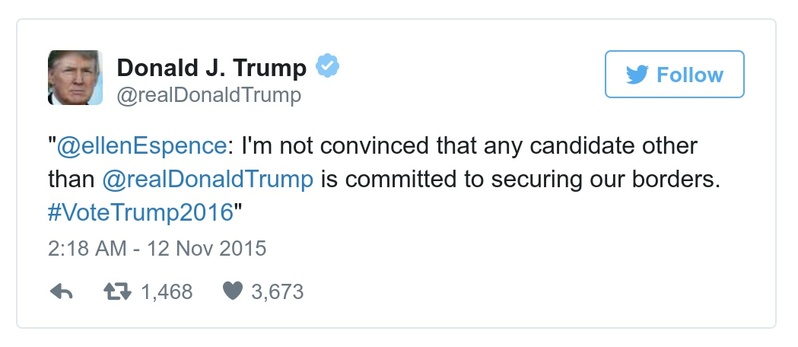 Donald J. Trump
@realDonaldTrump
Follow
"@ellenEspence: I'm not convinced that any candidate other
than @realDonaldTrump is committed to securing our borders.
#VoteTrump2016"
2:18 AM - 12 Nov 2015
1,468 3,673